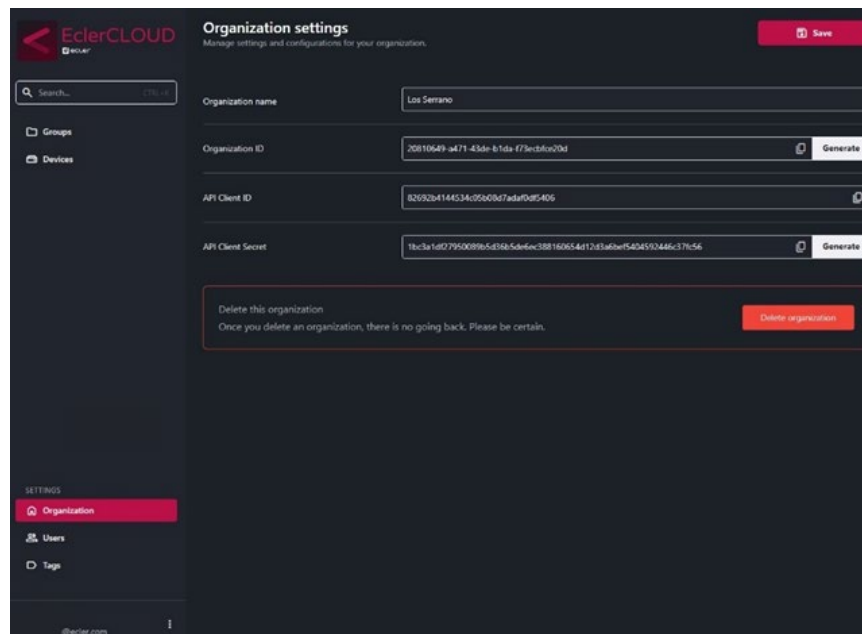 EclerCLOUD
ecler
Search... CTRL+K
Groups
Devices
SETTINGS
Organization
Users
Tags
@ecler.com
Organization settings
Manage settings and configurations for your organization.
Save
Organization name
Los Serrano
Organization ID
20810649-a471-43de-b1da-f73ecbfce20d
Generate
API Client ID
82692b4144534c05b08d7adaf0df5406
API Client Secret
1bc3a1df27950089b5d36b5de6ec388160654d12d3a6bef5404592446c37fc56
Generate
Delete this organization
Once you delete an organization, there is no going back. Please be certain.
Delete organization